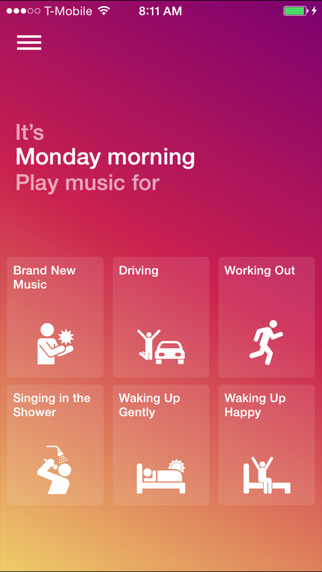 T-Mobile 8:11 AM
It's
Monday morning
Play music for
Brand New
Music
Driving
Working Out
Singing in the
Shower
Waking Up
Gently
Waking Up
Happy